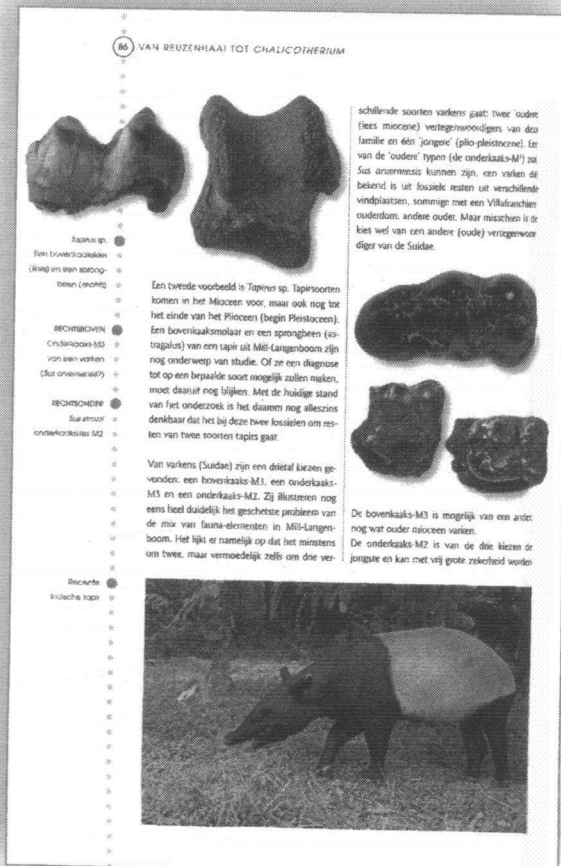 86 VAN REUZENHAAI TOT CHALICOTHERIUM
Tapirus sp.
Een bovenkaakskies
(links) en een sprong-
been (rechts)
RECHTSBOVEN
Onderkaaks-M3
van een varken
(Sus arvernensis?)
RECHTSONDER
Sus strozzi
onderkaakskies M2
Recente
Indische tapir
Een tweede voorbeeld is Tapirus sp. Tapirsoorten
komen in het Mioceen voor, maar ook nog tot
het einde van het Plioceen (begin Pleistoceen).
Een bovenkaaksmolaar en een sprongbeen (as-
tragalus) van een tapir uit Mill-Langenboom zijn
nog onderwerp van studie. Of ze een diagnose
tot op een bepaalde soort mogelijk zullen maken,
moet daaruit nog blijken. Met de huidige stand
van het onderzoek is het daarom nog alleszins
denkbaar dat het bij deze twee fossielen om res-
ten van twee soorten tapirs gaat
Van varkens (Suidae) zijn een drietal kiezen ge-
vonden: een bovenkaaks-M3, een onderkaaks-
M3 en een onderkaaks-M2. Zij illustreren nog
eens heel duidelijk het geschetste probleem van
de mix van fauna-elementen in Mill-Langen-
boom. Het lijkt er namelijk op dat het minstens
om twee, maar vermoedelijk zelfs om drie ver-
schillende soorten varkens gaat: twee 'oudere
(lees miocene) vertegenwoordigers van deze
familie en één 'jongere' (plio-pleistocene). Een
van de 'oudere' typen (de onderkaaks-M³) zou
Sus arvernensis kunnen zijn, een varken dat
bekend is uit fossiele resten uit verschillende
vindplaatsen, sommige met een Villafranchien
ouderdom, andere ouder. Maar misschien is de
kies wel van een andere (oude) vertegenwoor
diger van de Suidae.
De bovenkaaks-M3 is mogelijk van een ander,
nog wat ouder mioceen varken.
De onderkaaks-M2 is van de drie kiezen de
jongste en kan met vrij grote zekerheid worden